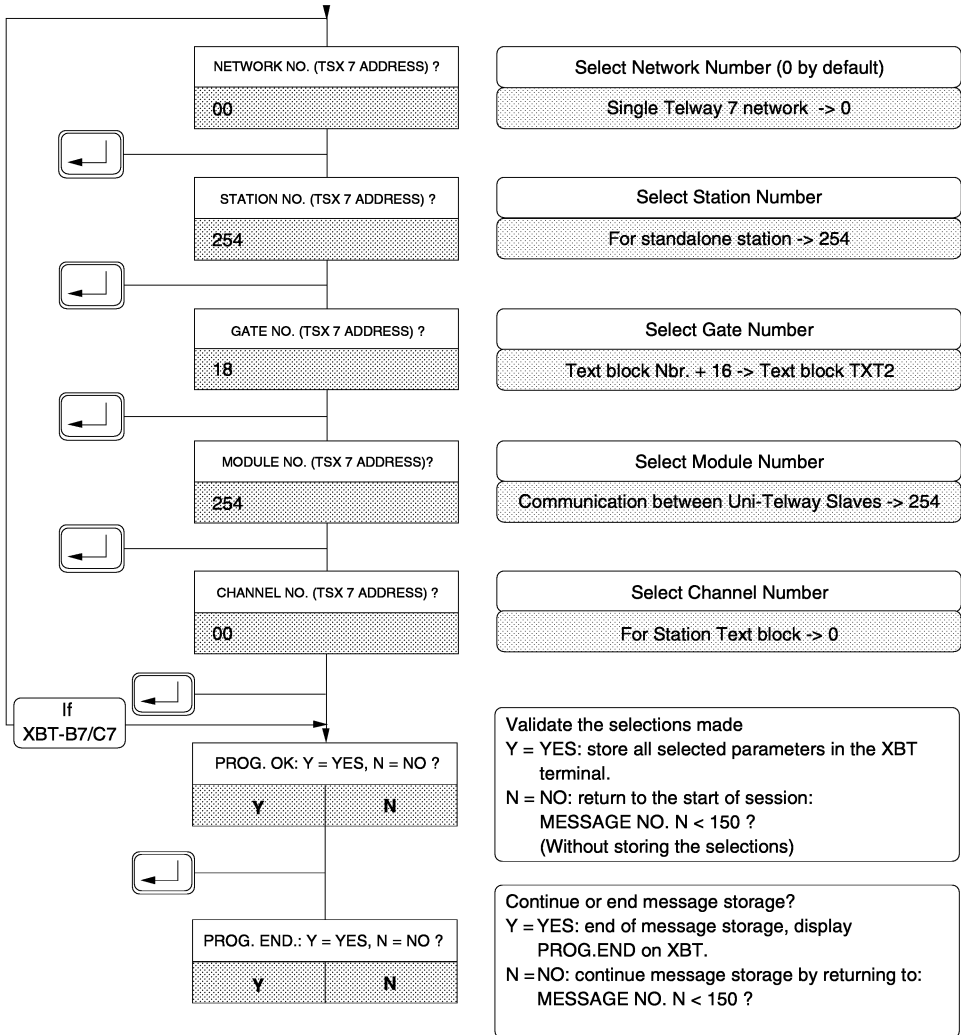 NETWORK NO. (TSX 7 ADDRESS) ?
00
Select Network Number (0 by default)
Single Telway 7 network -> 0
STATION NO. (TSX 7 ADDRESS) ?
254
Select Station Number
For standalone station -> 254
GATE NO. (TSX 7 ADDRESS) ?
18
Select Gate Number
Text block Nbr. + 16 -> Text block TXT2
MODULE NO. (TSX 7 ADDRESS)?
254
Select Module Number
Communication between Uni-Telway Slaves -> 254
CHANNEL NO. (TSX 7 ADDRESS) ?
00
Select Channel Number
For Station Text block -> 0
If
XBT-B7/C7
PROG. OK: Y = YES, N = NO ?
Y N
Validate the selections made
Y = YES: store all selected parameters in the XBT
terminal.
N = NO: return to the start of session:
MESSAGE NO. N < 150 ?
(Without storing the selections)
PROG. END.: Y = YES, N = NO ?
Y N
Continue or end message storage?
Y = YES: end of message storage, display
PROG.END on XBT.
N = NO: continue message storage by returning to:
MESSAGE NO. N < 150 ?